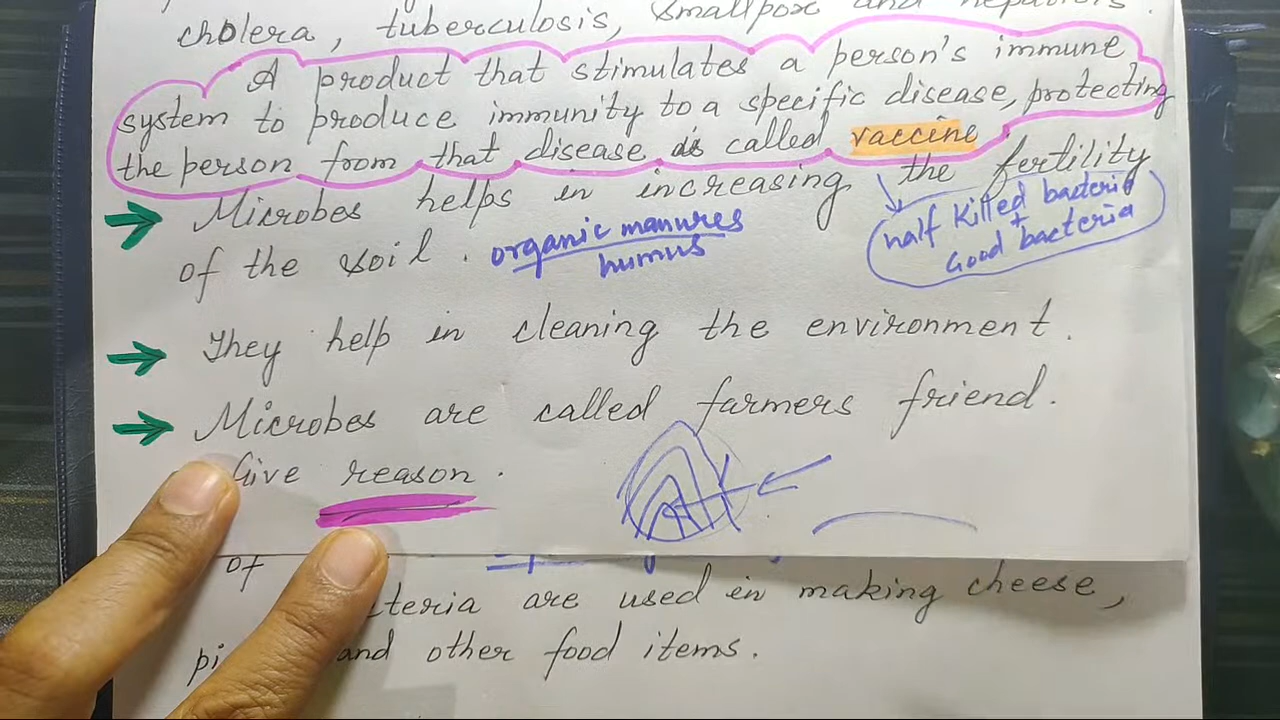 cholera, tuberculosis, smallpox and hepatitis.
A product that stimulates a person's immune
system to produce immunity to a specific disease, protecting
the person from that disease is called vaccine
Microbes helps in increasing the fertility
of the soil. organic manures
humus
half killed bacteria
+
Good bacteria
They help in cleaning the environment.
Microbes are called farmers friend.
Give reason.
of
teria are used in making cheese,
pi and other food items.